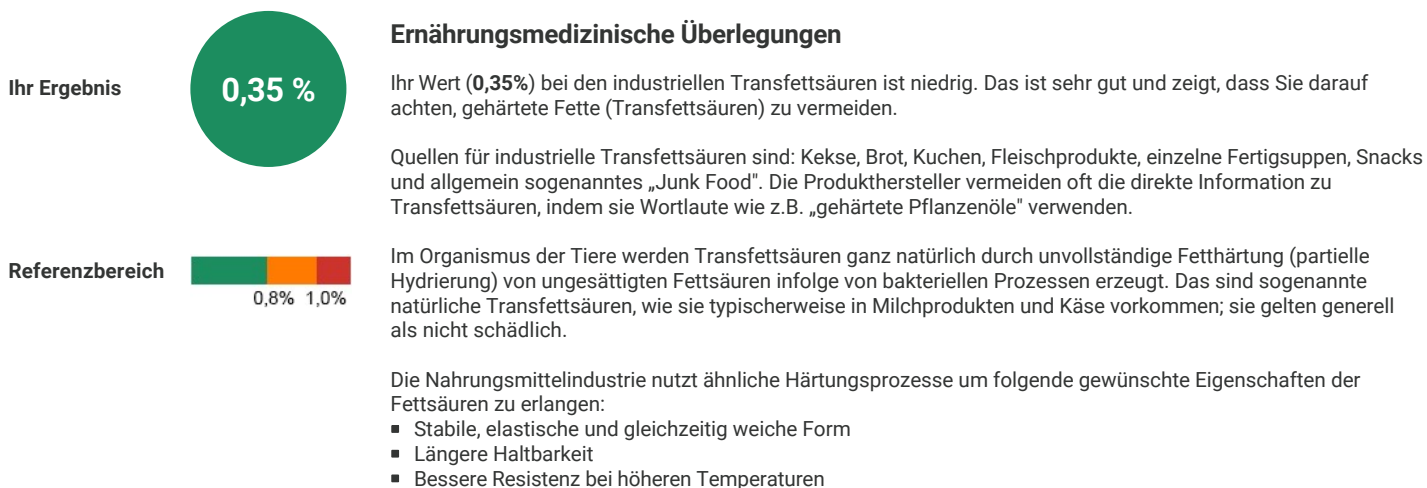 Ernährungsmedizinische Überlegungen
Ihr Ergebnis
0,35 %
Ihr Wert (0,35%) bei den industriellen Transfettsäuren ist niedrig. Das ist sehr gut und zeigt, dass Sie darauf
achten, gehärtete Fette (Transfettsäuren) zu vermeiden.
Quellen für industrielle Transfettsäuren sind: Kekse, Brot, Kuchen, Fleischprodukte, einzelne Fertigsuppen, Snacks
und allgemein sogenanntes „Junk Food". Die Produkthersteller vermeiden oft die direkte Information zu
Transfettsäuren, indem sie Wortlaute wie z.B. „gehärtete Pflanzenöle" verwenden.
Referenzbereich
0,8% 1,0%
Im Organismus der Tiere werden Transfettsäuren ganz natürlich durch unvollständige Fetthärtung (partielle
Hydrierung) von ungesättigten Fettsäuren infolge von bakteriellen Prozessen erzeugt. Das sind sogenannte
natürliche Transfettsäuren, wie sie typischerweise in Milchprodukten und Käse vorkommen; sie gelten generell
als nicht schädlich.
Die Nahrungsmittelindustrie nutzt ähnliche Härtungsprozesse um folgende gewünschte Eigenschaften der
Fettsäuren zu erlangen:
▪ Stabile, elastische und gleichzeitig weiche Form
▪ Längere Haltbarkeit
▪ Bessere Resistenz bei höheren Temperaturen